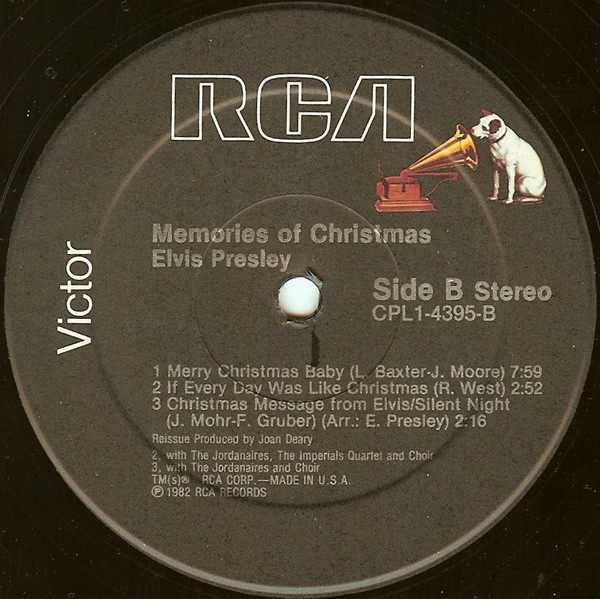 RCA
Victor
Memories of Christmas
Elvis Presley
Side B Stereo
CPL1-4395-B
1 Merry Christmas Baby (L. Baxter-J. Moore) 7:59
2 If Every Day Was Like Christmas (R. West) 2:52
3 Christmas Message from Elvis/Silent Night
(J. Mohr-F. Gruber) (Arr.: E. Presley) 2:16
Reissue Produced by Joan Deary
2, with The Jordanaires, The Imperials Quartet and Choir
3, with The Jordanaires and Choir
TM(s)® RCA CORP.—MADE IN U.S.A.
℗ 1982 RCA RECORDS